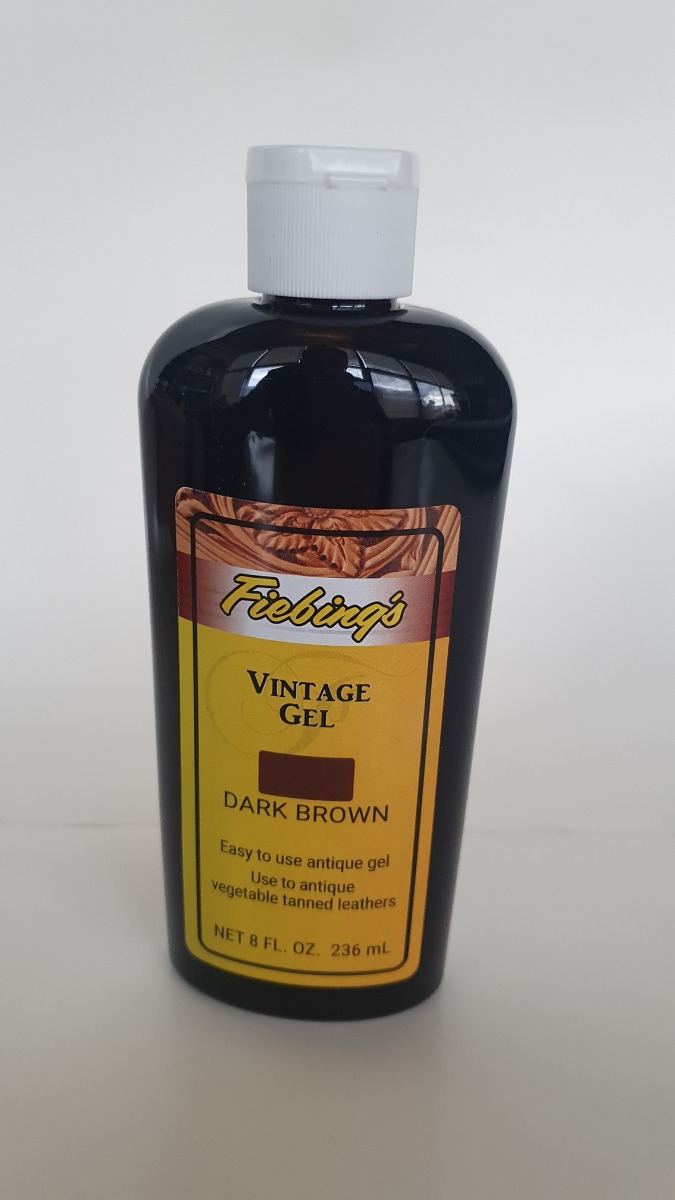 Fiebing's
VINTAGE
GEL
DARK BROWN
Easy to use antique gel
Use to antique
vegetable tanned leathers
NET 8 FL. OZ. 236 mL